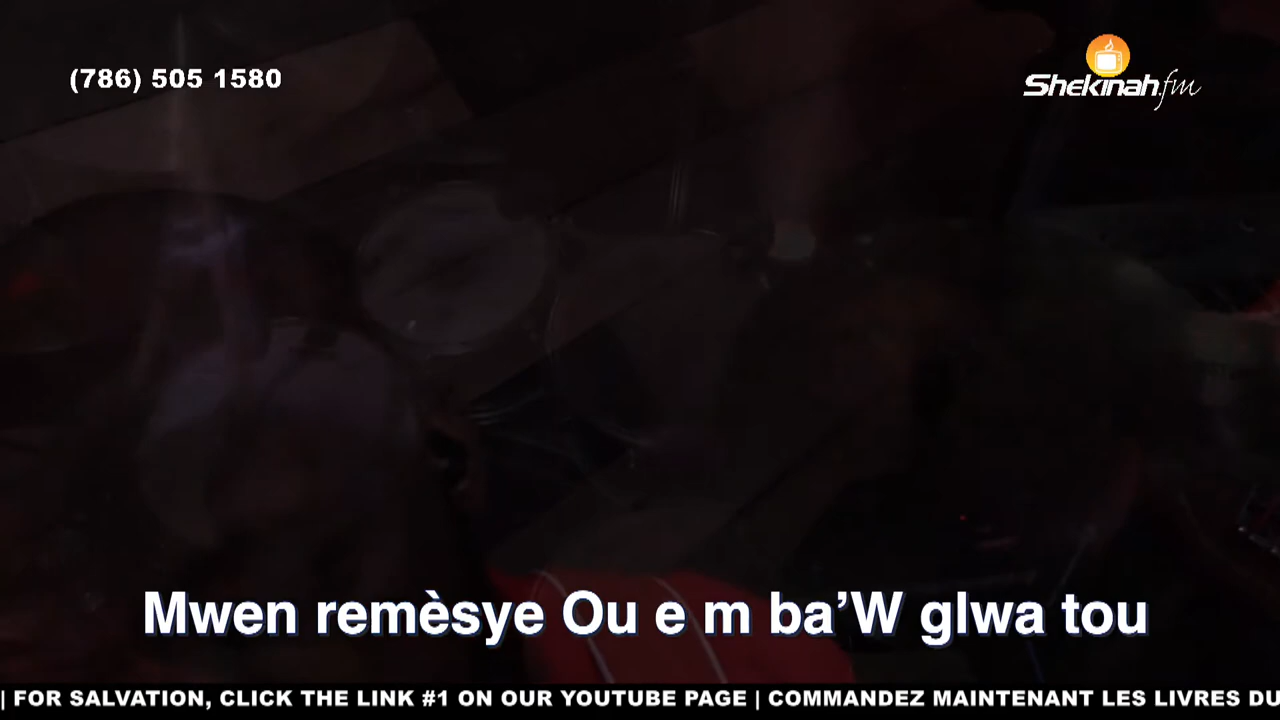 (786) 505 1580
Shekinah.fm
Mwen remèsye Ou e m ba’W glwa tou
| FOR SALVATION, CLICK THE LINK #1 ON OUR YOUTUBE PAGE | COMMANDEZ MAINTENANT LES LIVRES DU